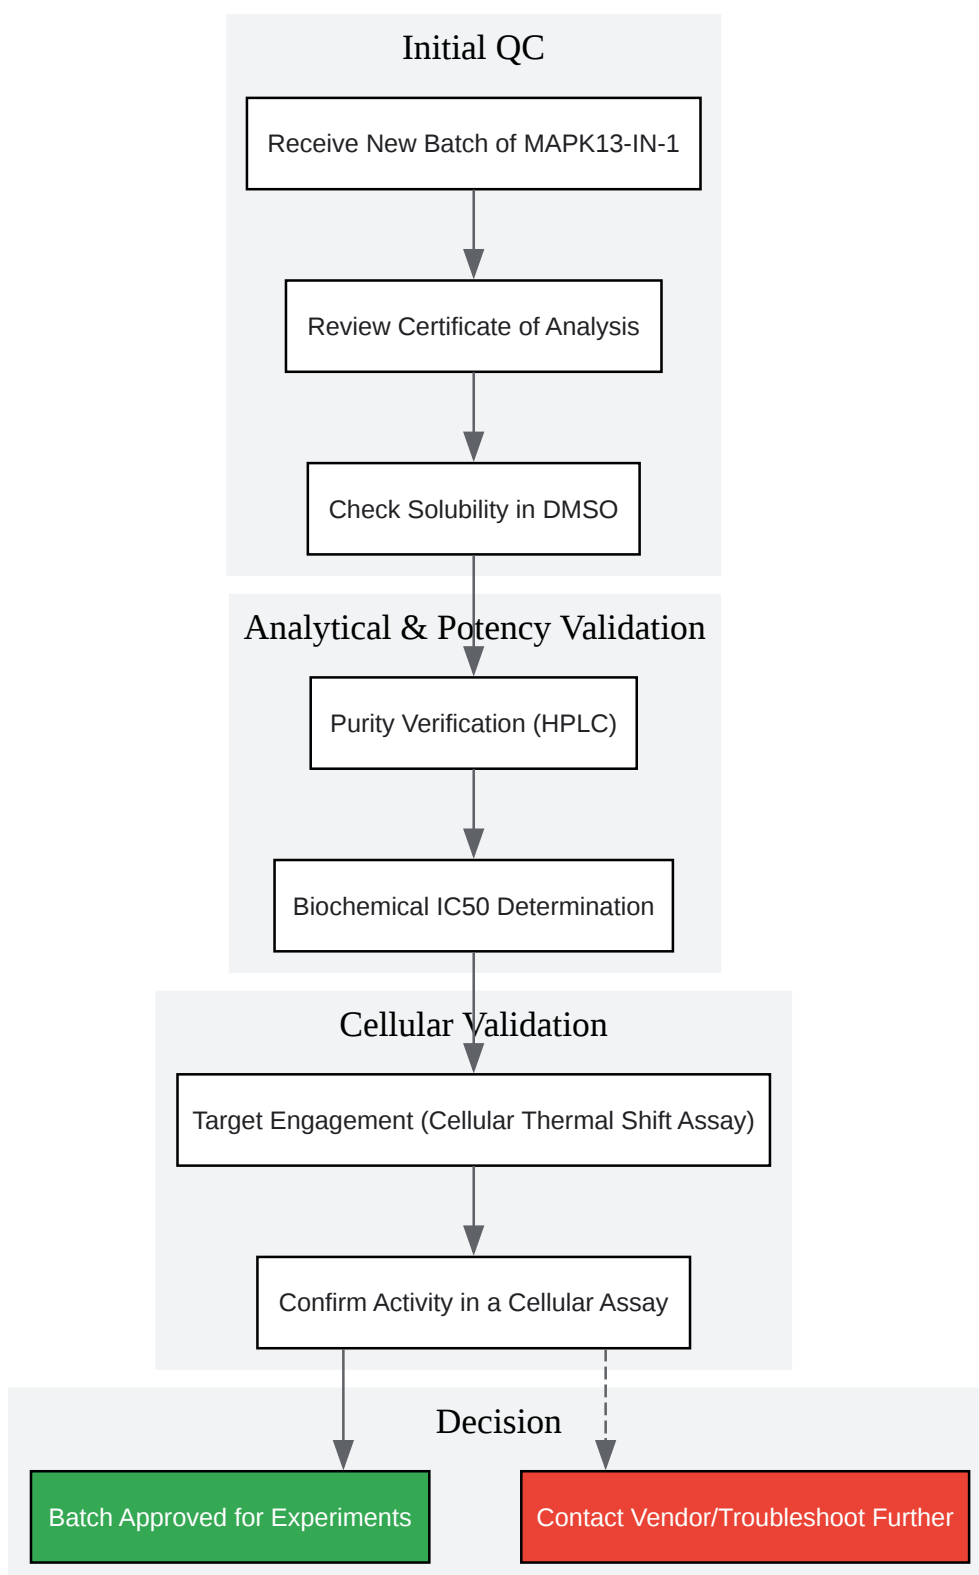 Initial QC
Receive New Batch of MAPK13-IN-1
Review Certificate of Analysis
Check Solubility in DMSO
Analytical & Potency Validation
Purity Verification (HPLC)
Biochemical IC50 Determination
Cellular Validation
Target Engagement (Cellular Thermal Shift Assay)
Confirm Activity in a Cellular Assay
Decision
Batch Approved for Experiments
Contact Vendor/Troubleshoot Further